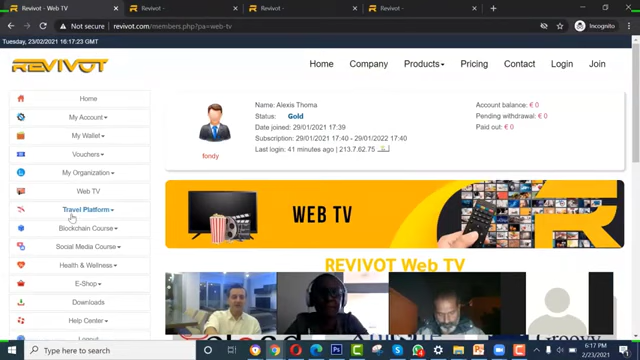 Revivot - Web TV
Revivot -
Revivot -
Revivot -
Not secure
revivot.com/members.php?pa=web-tv
Incognito
Tuesday, 23/02/2021 16:17:23 GMT
REVIVOT
Home
Company
Products
Pricing
Contact
Login
Join
Home
My Account
My Wallet
Vouchers
My Organization
Web TV
Travel Platform
Blockchain Course
Social Media Course
Health & Wellness
E-Shop
Downloads
Help Center
Logout
fondy
Name: Alexis Thoma
Status: Gold
Date joined: 29/01/2021 17:39
Subscription: 29/01/2021 17:40 - 29/01/2022 17:40
Last login: 41 minutes ago | 213.7.62.75
Account balance: € 0
Pending withdrawal: € 0
Paid out: € 0
WEB TV
REVIVOT Web TV
Type here to search
ENG
6:17 PM
2/23/2021